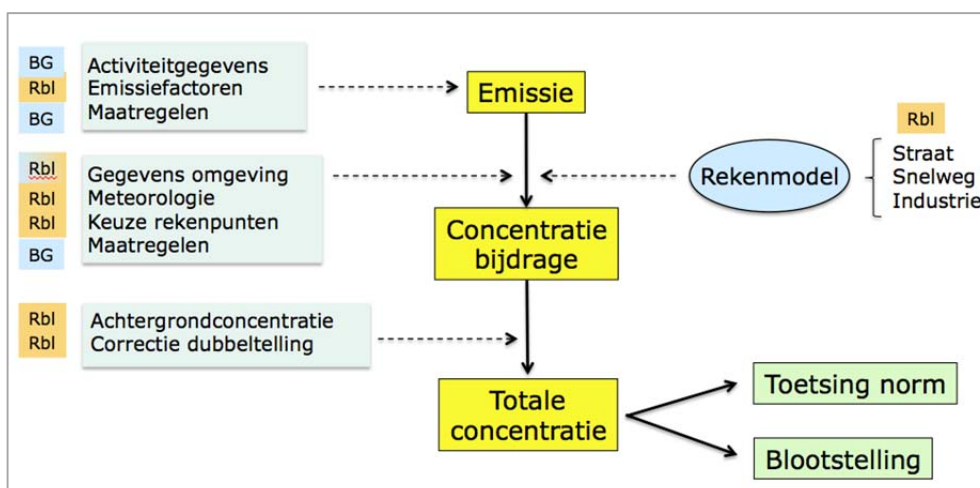 BG
Activiteitgegevens
Rbl
Emissiefactoren
BG
Maatregelen
Emissie
Rbl
Straat
Snelweg
Industrie
Rekenmodel
Rbl
Gegevens omgeving
Rbl
Meteorologie
Rbl
Keuze rekenpunten
BG
Maatregelen
Concentratie
bijdrage
Rbl
Achtergrondconcentratie
Rbl
Correctie dubbeltelling
Totale
concentratie
Toetsing norm
Blootstelling